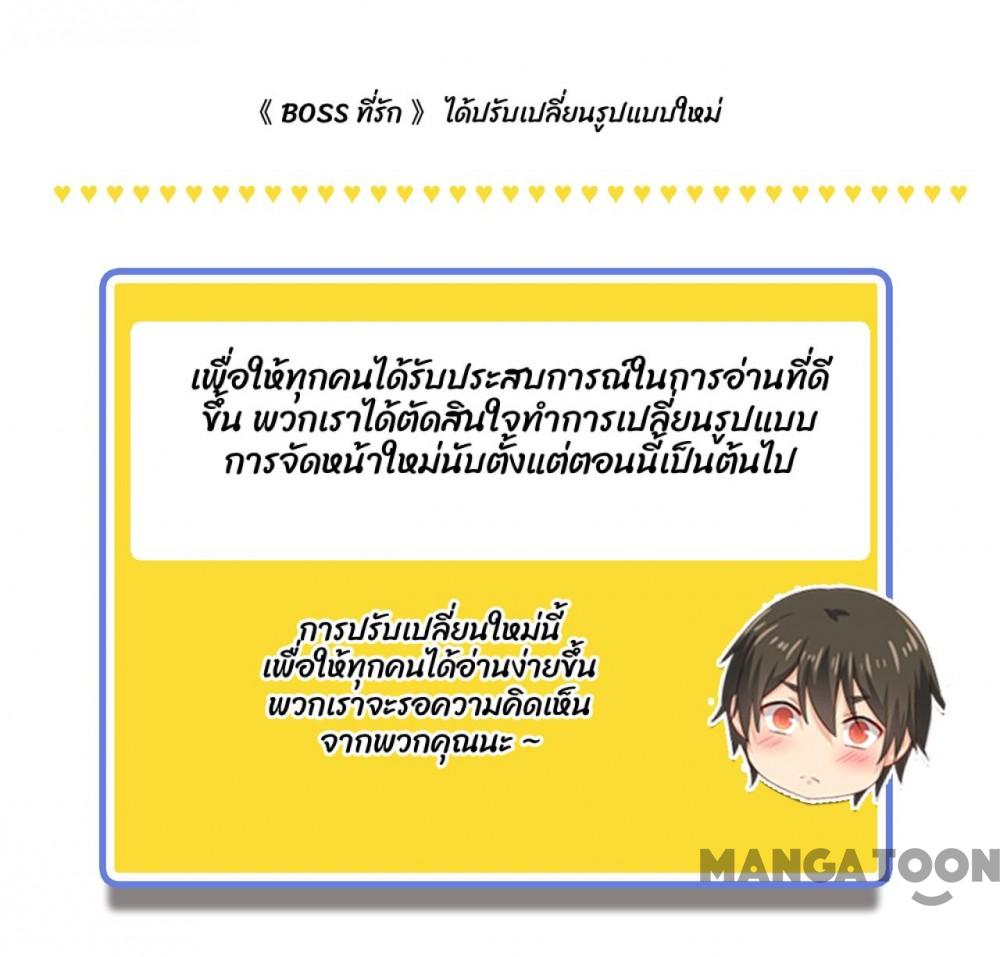 《 BOSS ที่รัก 》 ได้ปรับเปลี่ยนรูปแบบใหม่
เพื่อให้ทุกคนได้รับประสบการณ์ในการอ่านที่ดี
ขึ้น พวกเราได้ตัดสินใจทำการเปลี่ยนรูปแบบ
การจัดหน้าใหม่นับตั้งแต่ตอนนี้เป็นต้นไป
การปรับเปลี่ยนใหม่นี้
เพื่อให้ทุกคนได้อ่านง่ายขึ้น
พวกเราจะรอความคิดเห็น
จากพวกคุณนะ ~
MANGATOON